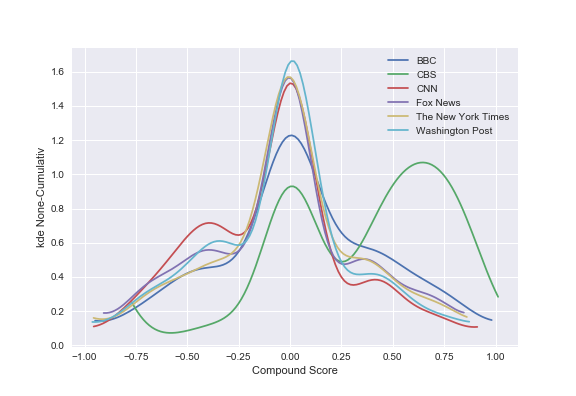 BBC
CBS
CNN
Fox News
The New York Times
Washington Post
1.6
1.4
1.2
1.0
0.8
0.6
0.4
0.2
0.0
kde None-Cumulativ
−1.00 −0.75 −0.50 −0.25 0.00 0.25 0.50 0.75 1.00
Compound Score